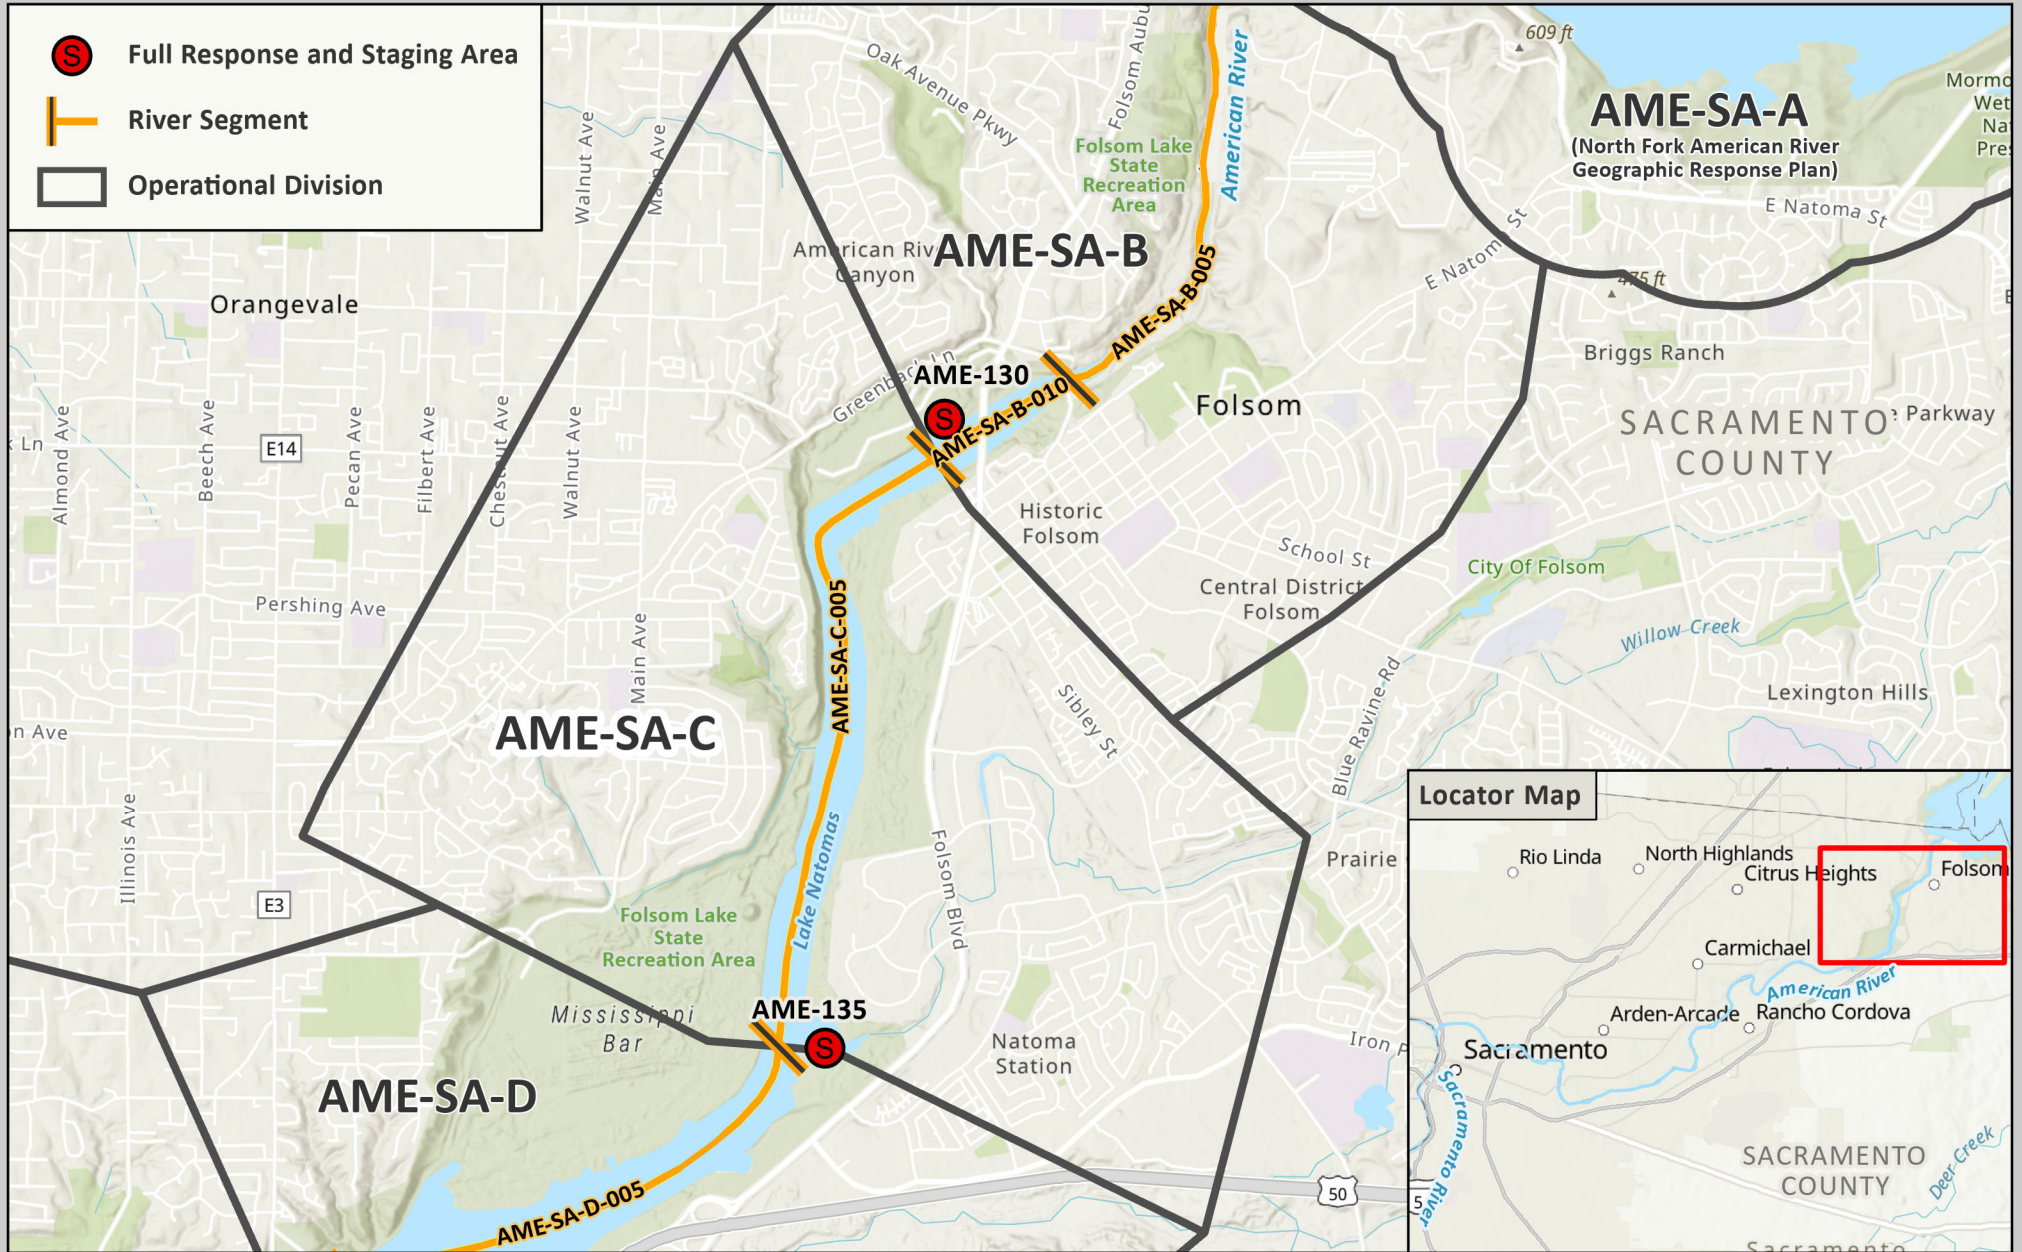 S
Full Response and Staging Area
River Segment
Operational Division
Oak Avenue Pkwy
American River
609 ft
AME-SA-A
(North Fork American River
Geographic Response Plan)
E Natoma St
Walnut Ave
Main Ave
Folsom Lake
State
Recreation
Area
E Natoma St
475 ft
AME-SA-B
AME-SA-B-005
Canyon
Orangevale
Briggs Ranch
Greenback Ln
AME-130
S
AME-SA-B-010
Folsom
SACRAMENTO
COUNTY
Parkway
Almond Ave
Beech Ave
E14
Pecan Ave
Filbert Ave
Chestnut Ave
Walnut Ave
Historic
Folsom
School St
City Of Folsom
Central District
Folsom
Pershing Ave
Main Ave
AME-SA-C-005
Willow Creek
Lexington Hills
Sibley St
Blue Ravine Rd
AME-SA-C
Illinois Ave
E3
Lake Natomas
Folsom Blvd
Prairie
Folsom Lake
State
Recreation Area
Mississippi
Bar
AME-135
S
Natoma
Station
Iron P
AME-SA-D
AME-SA-D-005
50
Locator Map
Rio Linda
North Highlands
Citrus Heights
Folsom
Carmichael
American River
Arden-Arcade
Rancho Cordova
Sacramento
Sacramento River
5
SACRAMENTO
COUNTY
Deer Creek